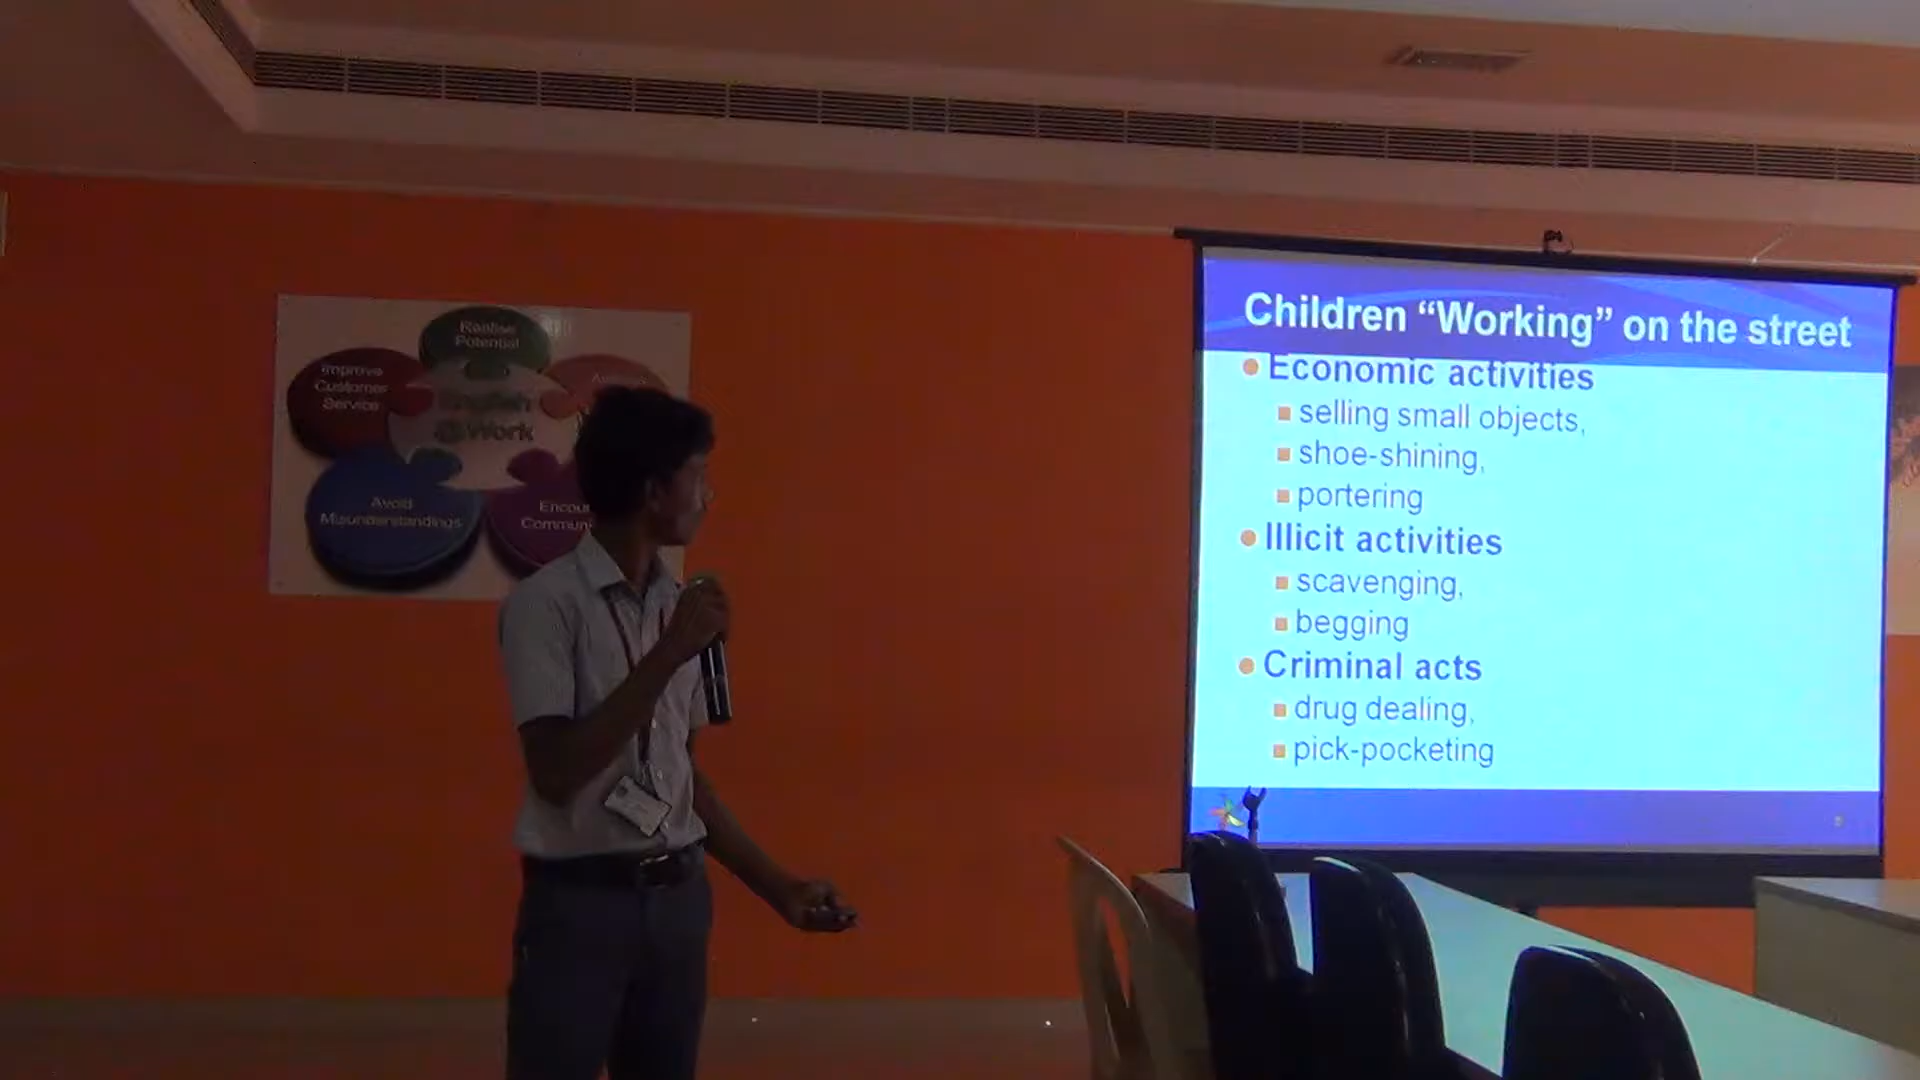 Realise
Potential
Improve
Customer
Service
English
@Work
Avoid
Misunderstandings
Children “Working” on the street
Economic activities
selling small objects,
shoe-shining,
portering
Illicit activities
scavenging,
begging
Criminal acts
drug dealing,
pick-pocketing